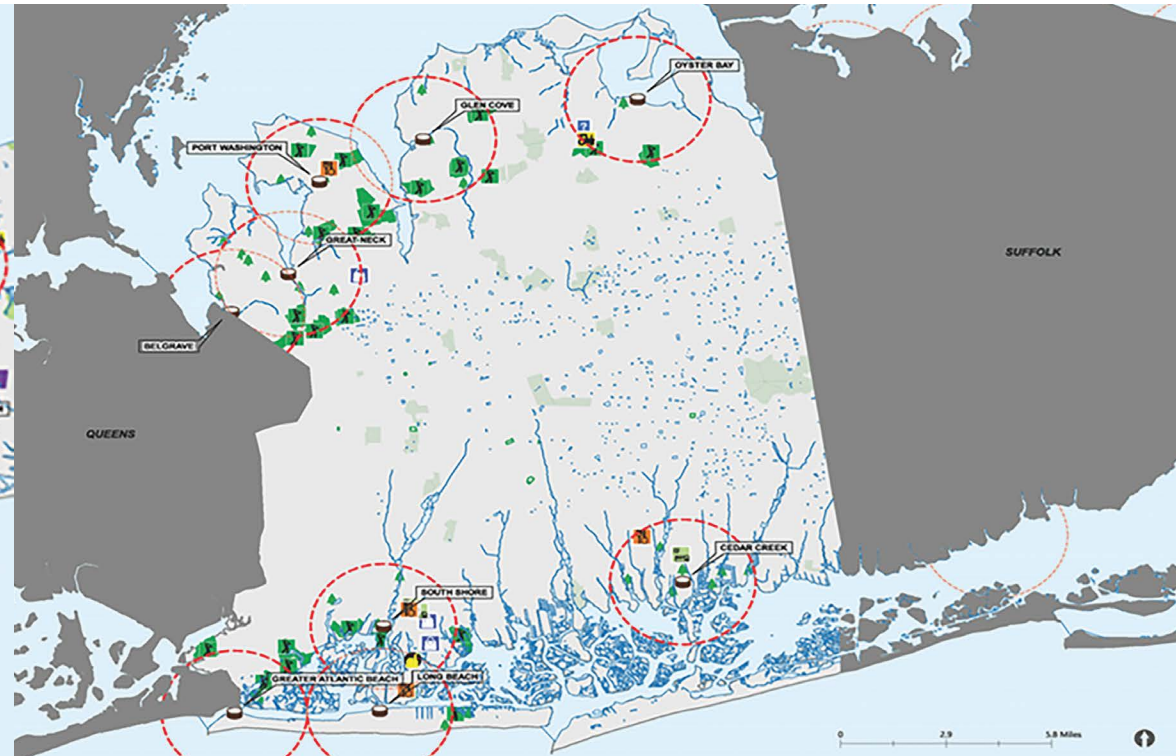 OYSTER BAY
GLEN COVE
?
PORT WASHINGTON
GREAT NECK
SUFFOLK
BELGRAVE
QUEENS
CEDAR CREEK
SOUTH SHORE
GREATER ATLANTIC BEACH
LONG BEACH
0 2.9 5.8 Miles